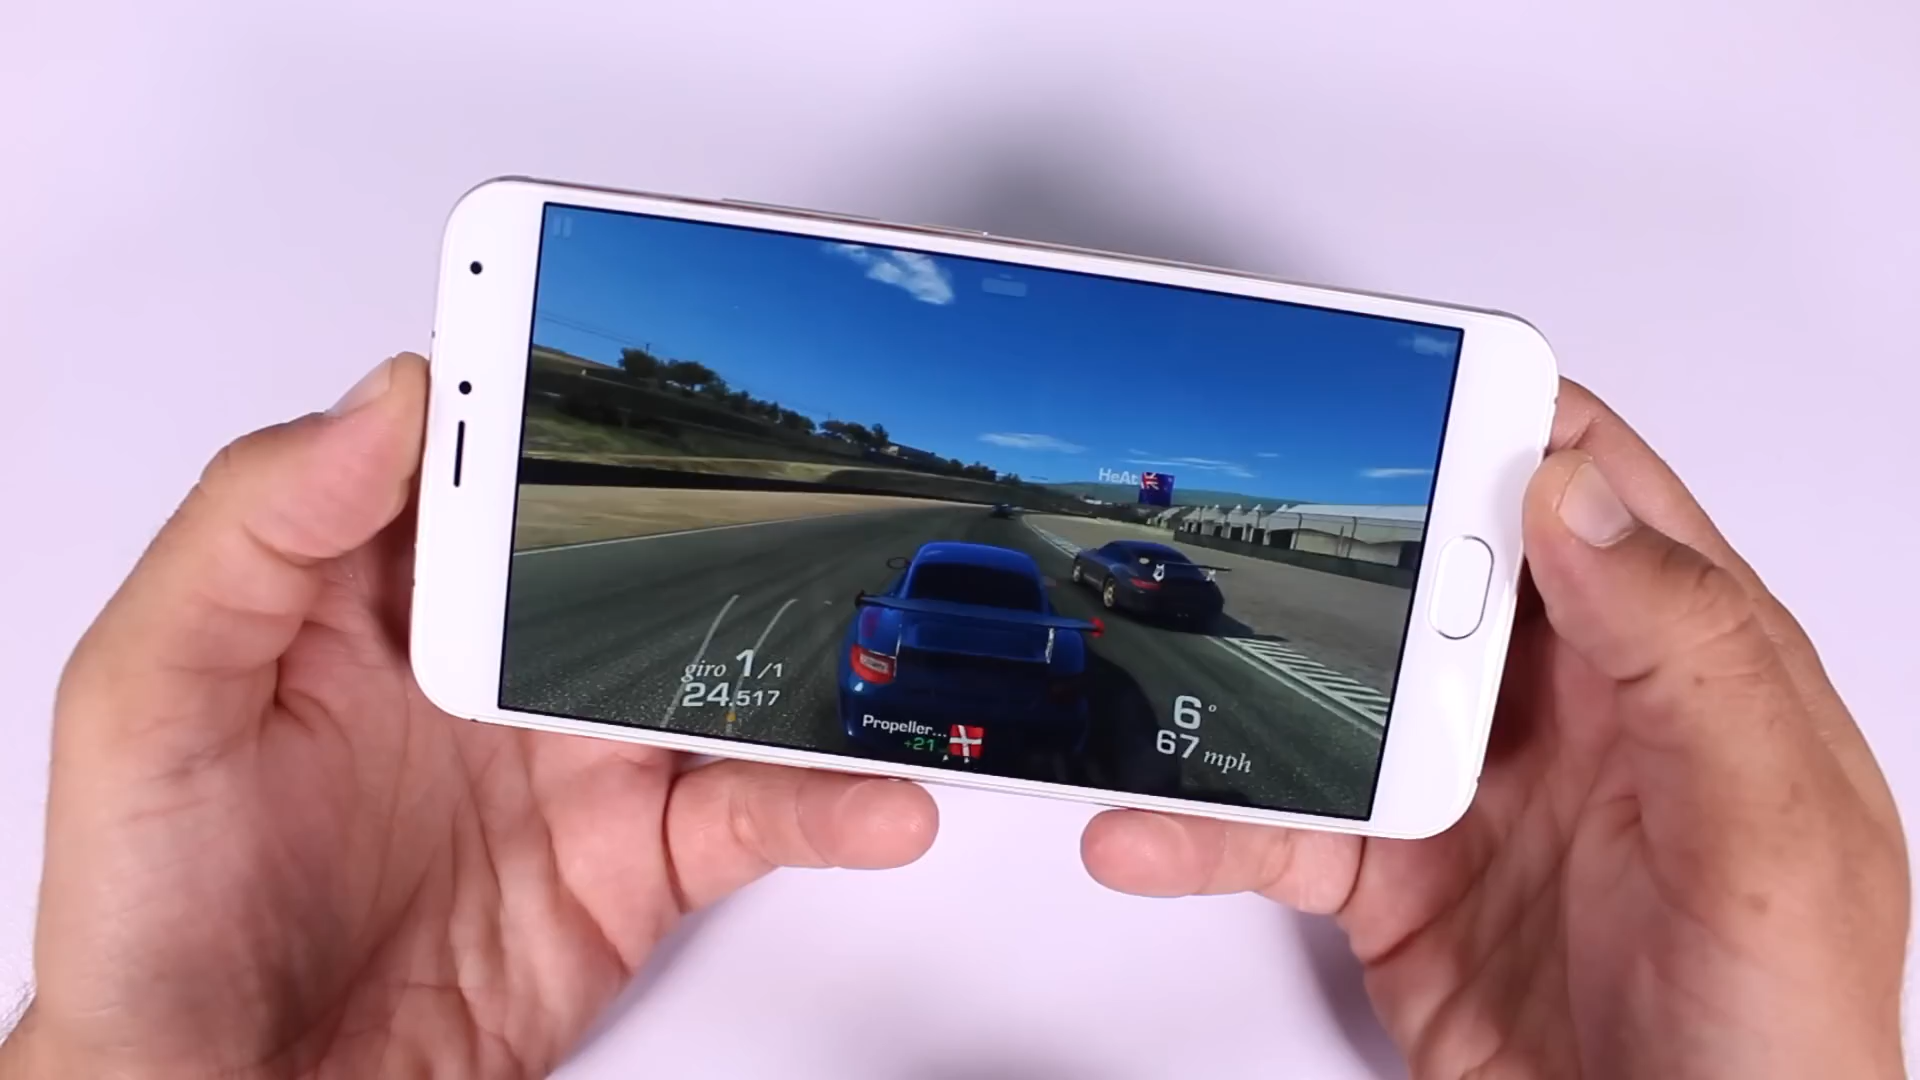 HeAt
giro 1/1
24.517
Propeller...
+21
6°
67 mph